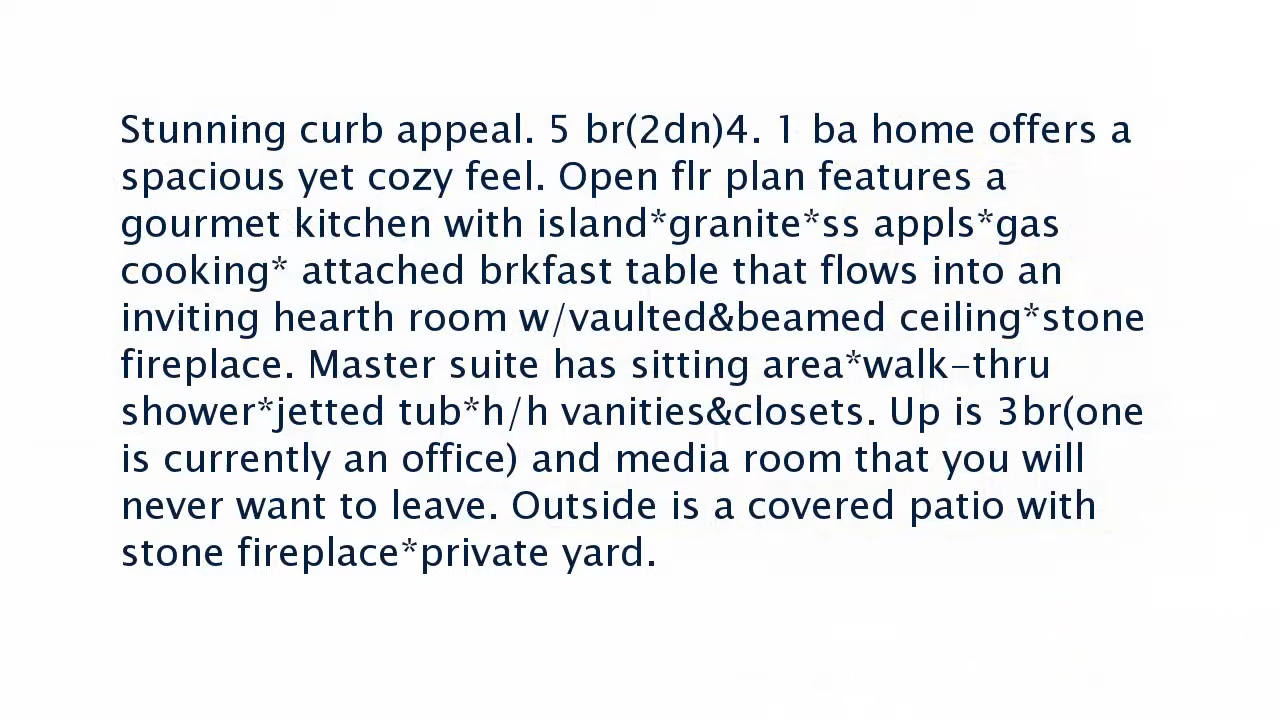 Stunning curb appeal. 5 br(2dn)4. 1 ba home offers a
spacious yet cozy feel. Open flr plan features a
gourmet kitchen with island*granite*ss appls*gas
cooking* attached brkfast table that flows into an
inviting hearth room w/vaulted&beamed ceiling*stone
fireplace. Master suite has sitting area*walk-thru
shower*jetted tub*h/h vanities&closets. Up is 3br(one
is currently an office) and media room that you will
never want to leave. Outside is a covered patio with
stone fireplace*private yard.